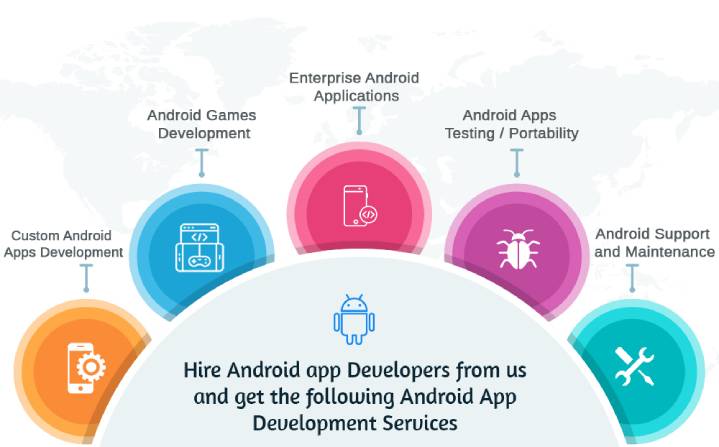 Enterprise Android
Applications
Android Games
Development
Android Apps
Testing / Portability
Custom Android
Apps Development
Android Support
and Maintenance
</>
</>
Hire Android app Developers from us
and get the following Android App
Development Services